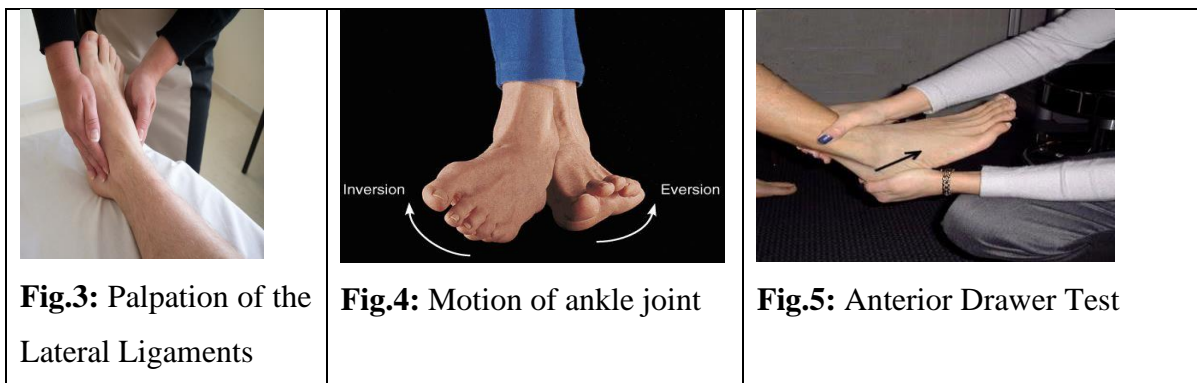 Inversion
Eversion
Fig.3: Palpation of the
Lateral Ligaments
Fig.4: Motion of ankle joint
Fig.5: Anterior Drawer Test